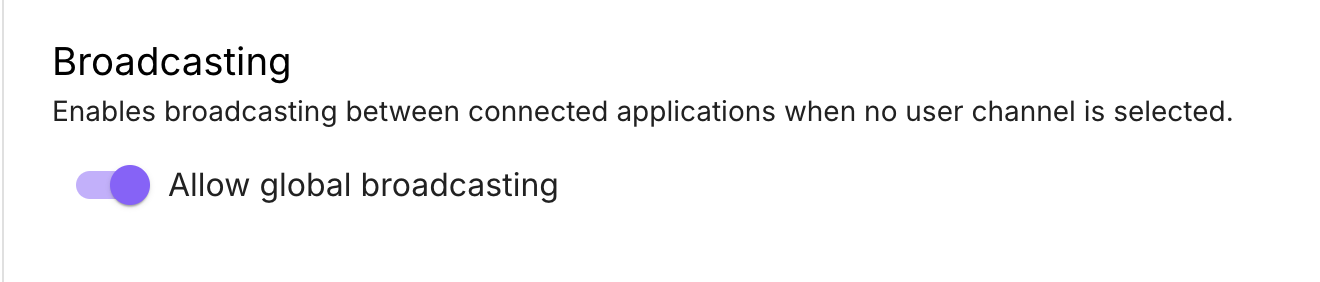 Broadcasting
Enables broadcasting between connected applications when no user channel is selected.
Allow global broadcasting